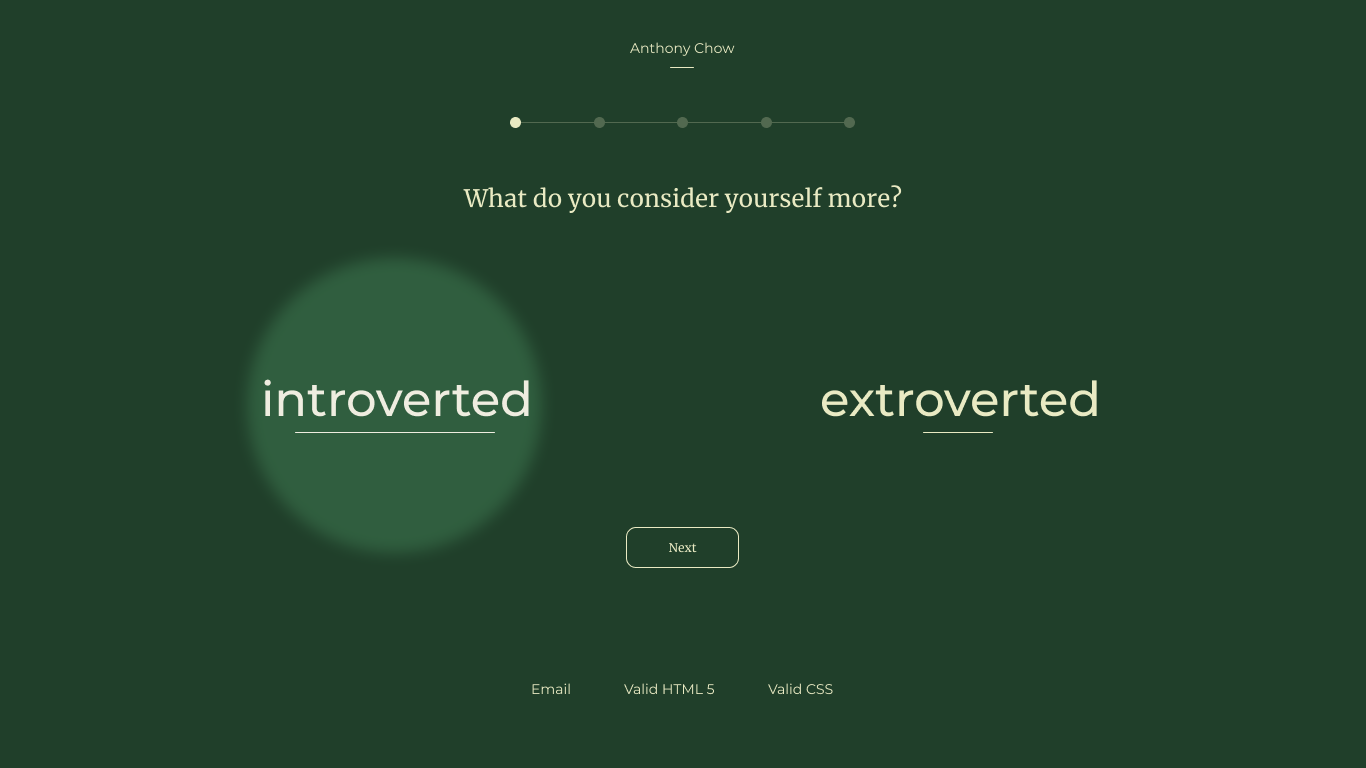 Anthony Chow
What do you consider yourself more?
introverted
extroverted
Next
Email
Valid HTML 5
Valid CSS